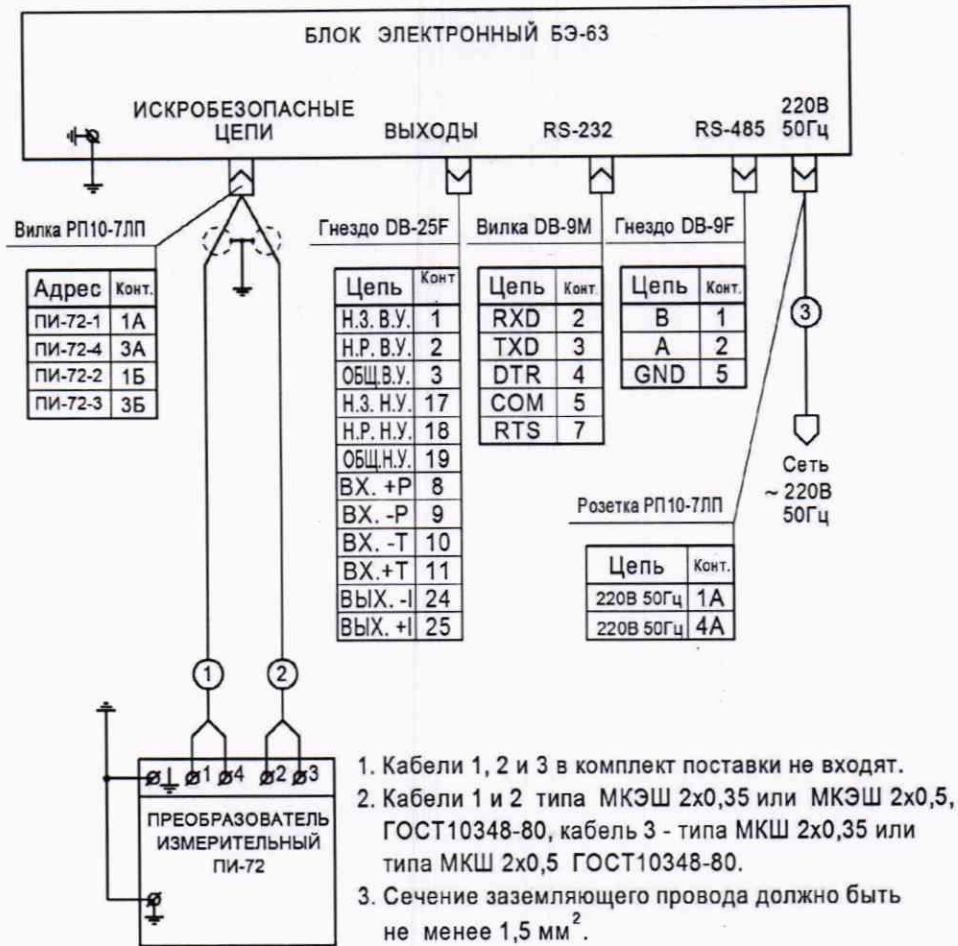 БЛОК ЭЛЕКТРОННЫЙ БЭ-63
ИСКРОБЕЗОПАСНЫЕ
ЦЕПИ
ВЫХОДЫ
RS-232
RS-485
220В
50Гц
Вилка РП10-7ЛП
Адрес Конт.
ПИ-72-1 1А
ПИ-72-4 3А
ПИ-72-2 1Б
ПИ-72-3 3Б
Гнездо DB-25F
Цепь Конт.
Н.З. В.У. 1
Н.Р. В.У. 2
ОБЩ.В.У. 3
Н.З. Н.У. 17
Н.Р. Н.У. 18
ОБЩ.Н.У. 19
ВХ. +Р 8
ВХ. -Р 9
ВХ. -Т 10
ВХ.+Т 11
ВЫХ. -I 24
ВЫХ. +I 25
Вилка DB-9M
Цепь Конт.
RXD 2
TXD 3
DTR 4
COM 5
RTS 7
Гнездо DB-9F
Цепь Конт.
B 1
A 2
GND 5
3
Сеть
~ 220В
50Гц
Розетка РП10-7ЛП
Цепь Конт.
220В 50Гц 1А
220В 50Гц 4А
1 2
1 4 2 3
ПРЕОБРАЗОВАТЕЛЬ
ИЗМЕРИТЕЛЬНЫЙ
ПИ-72
1. Кабели 1, 2 и 3 в комплект поставки не входят.
2. Кабели 1 и 2 типа МКЭШ 2х0,35 или МКЭШ 2х0,5,
ГОСТ10348-80, кабель 3 - типа МКШ 2х0,35 или
типа МКШ 2х0,5 ГОСТ10348-80.
3. Сечение заземляющего провода должно быть
не менее 1,5 мм².